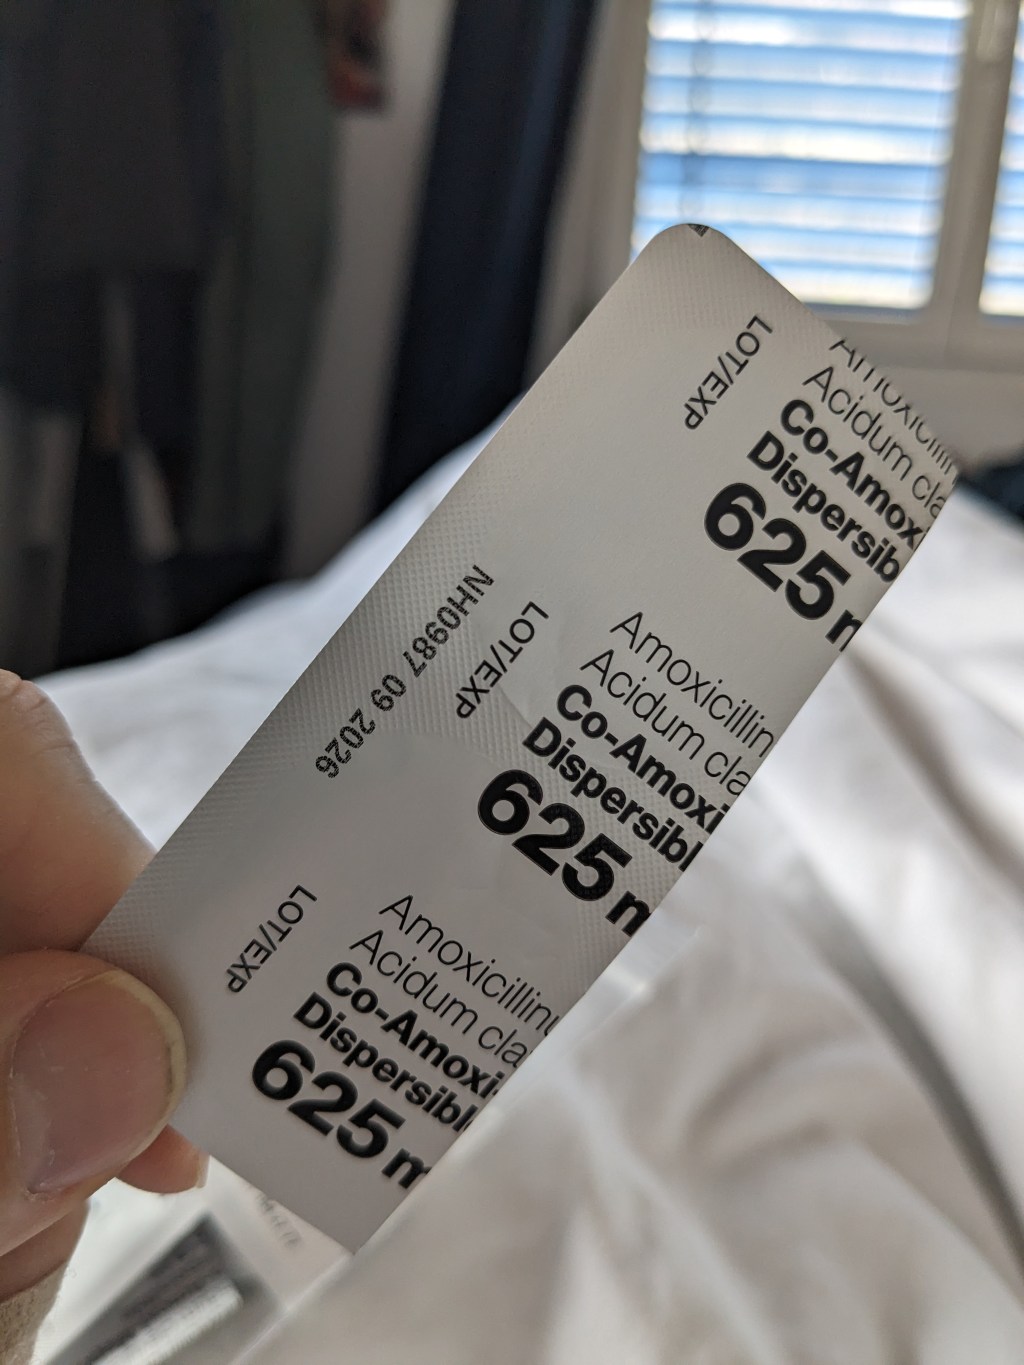 LOT/EXP
Amoxicillin
Acidum cla
Co-Amox
Dispersib
625 m
NH0987 09 2026
LOT/EXP
Amoxicillin
Acidum cla
Co-Amoxi
Dispersibl
625 m
LOT/EXP
Amoxicillinu
Acidum cla
Co-Amoxi
Dispersibl
625 m